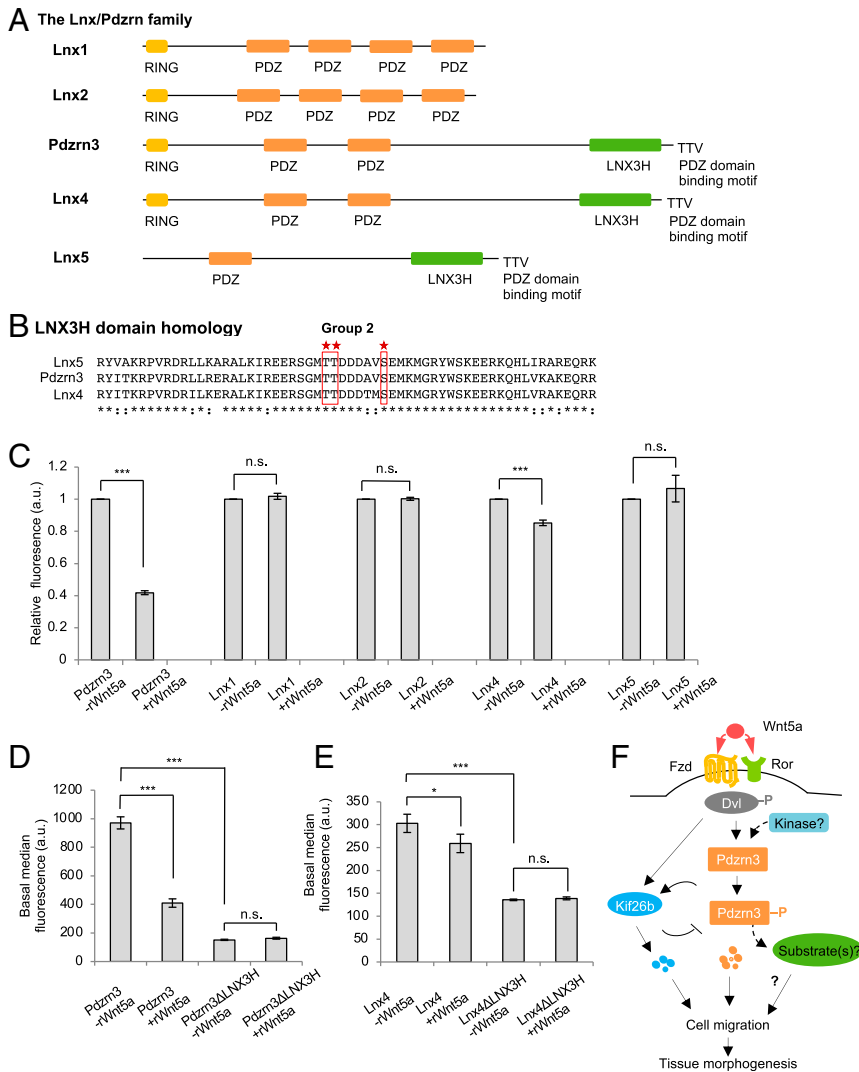 A The Lnx/Pdzrn family
Lnx1
RING PDZ PDZ PDZ PDZ
Lnx2
RING PDZ PDZ PDZ PDZ
Pdzrn3
RING PDZ PDZ LNX3H
TTV
PDZ domain
binding motif
Lnx4
RING PDZ PDZ LNX3H
TTV
PDZ domain
binding motif
Lnx5
PDZ LNX3H
TTV
PDZ domain
binding motif
B LNX3H domain homology
Group 2
★★ ★
Lnx5 RYVAKRPVRDRLLKARALKIREERSGMTTDDDAVSEMKMGRYWSKEERKQHLIRAREQRK
Pdzrn3 RYITKRPVRDRLLRERALKIREERSGMTTDDDAVSEMKMGRYWSKEERKQHLVKAKEQRR
Lnx4 RYITKRPVRDRILKERALKIKEERSGMTTDDDTMSEMKMGRYWSKEERKQHLVKAKEQRR
C
Relative fluoresence (a.u.)
1.2
1
0.8
0.6
0.4
0.2
0
***
n.s.
n.s.
***
n.s.
Pdzrn3 -rWnt5a
Pdzrn3 +rWnt5a
Lnx1 -rWnt5a
Lnx1 +rWnt5a
Lnx2 -rWnt5a
Lnx2 +rWnt5a
Lnx4 -rWnt5a
Lnx4 +rWnt5a
Lnx5 -rWnt5a
Lnx5 +rWnt5a
D
Basal median
fluorescence (a.u.)
1200
1000
800
600
400
200
0
***
***
n.s.
Pdzrn3 -rWnt5a
Pdzrn3 +rWnt5a
Pdzrn3ΔLNX3H -rWnt5a
Pdzrn3ΔLNX3H +rWnt5a
E
Basal median
fluorescence (a.u.)
350
300
250
200
150
100
50
0
***
*
n.s.
Lnx4 -rWnt5a
Lnx4 +rWnt5a
Lnx4ΔLNX3H -rWnt5a
Lnx4ΔLNX3H +rWnt5a
F
Wnt5a
Fzd
Ror
Dvl P
Kinase?
Pdzrn3
Kif26b
Pdzrn3 P
Substrate(s)?
?
Cell migration
Tissue morphogenesis